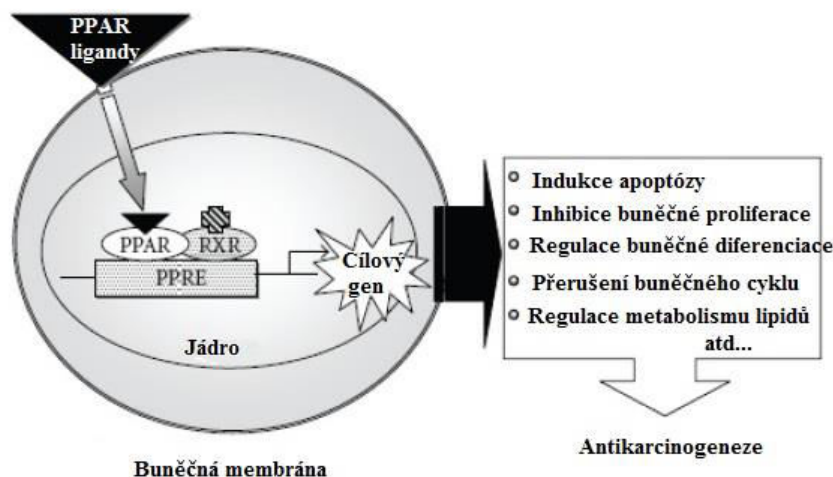 PPAR
ligandy
PPAR
RXR
PPRE
Cílový
gen
Jádro
Buněčná membrána
Indukce apoptózy
Inhibice buněčné proliferace
Regulace buněčné diferenciace
Přerušení buněčného cyklu
Regulace metabolismu lipidů
atd...
Antikarcinogeneze